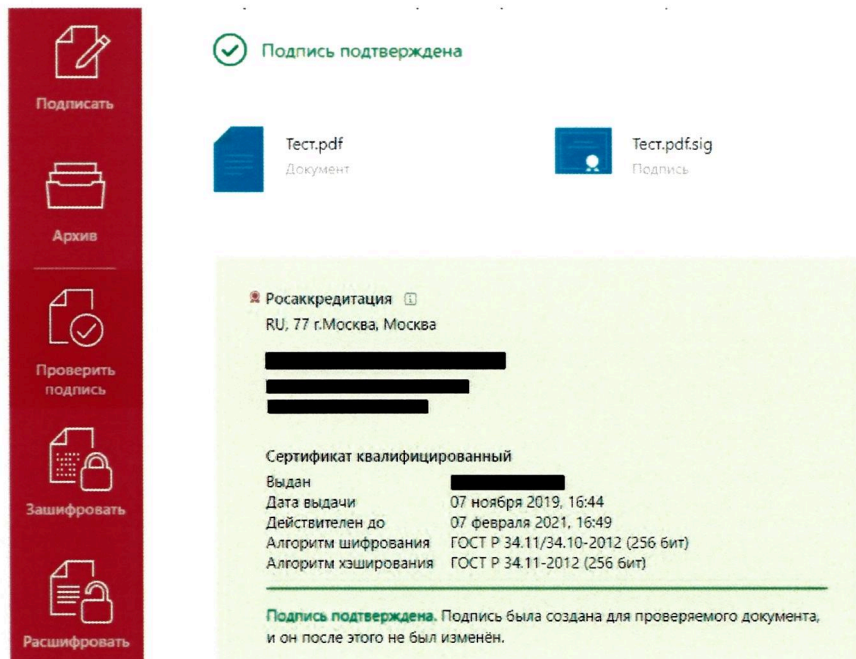 Подписать
Архив
Проверить
подпись
Зашифровать
Расшифровать
Подпись подтверждена
Тест.pdf
Документ
Тест.pdf.sig
Подпись
Росаккредитация
RU, 77 г.Москва, Москва
Сертификат квалифицированный
Выдан
Дата выдачи 07 ноября 2019, 16:44
Действителен до 07 февраля 2021, 16:49
Алгоритм шифрования ГОСТ Р 34.11/34.10-2012 (256 бит)
Алгоритм хэширования ГОСТ Р 34.11-2012 (256 бит)
Подпись подтверждена. Подпись была создана для проверяемого документа,
и он после этого не был изменён.